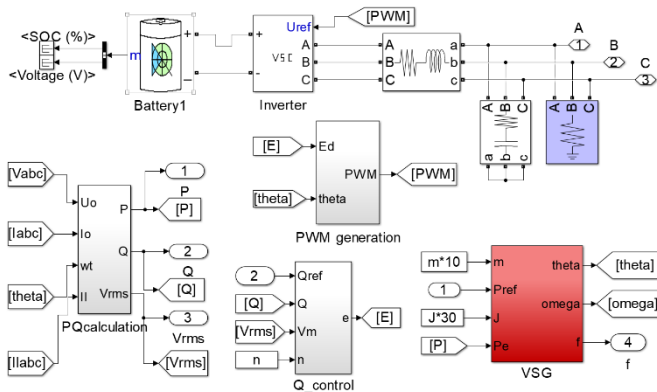 <SOC (%)>
<Voltage (V)>
m
+
−
Battery1
Uref
+
−
VSC
A
B
C
Inverter
[PWM]
A
B
C
a
b
c
A
1
B
2
C
3
A B C
a b c
A B C
[Vabc]
[Iabc]
[theta]
[IIabc]
Uo
Io
wt
II
P
Q
Vrms
PQcalculation
1
P
[P]
2
Q
[Q]
3
Vrms
[Vrms]
[E]
[theta]
Ed
theta
PWM
PWM generation
[PWM]
2
[Q]
[Vrms]
n
Qref
Q
Vm
n
e
Q_control
[E]
m*10
1
J*30
[P]
m
Pref
J
Pe
theta
omega
f
VSG
[theta]
[omega]
4
f